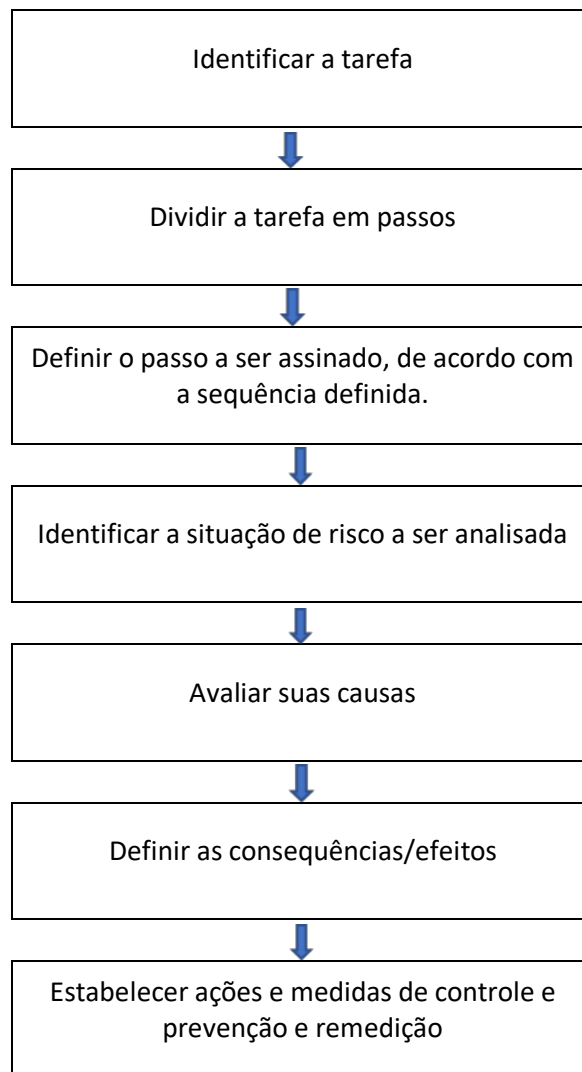 Identificar a tarefa
Dividir a tarefa em passos
Definir o passo a ser assinado, de acordo com
a sequência definida.
Identificar a situação de risco a ser analisada
Avaliar suas causas
Definir as consequências/efeitos
Estabelecer ações e medidas de controle e
prevenção e remedição